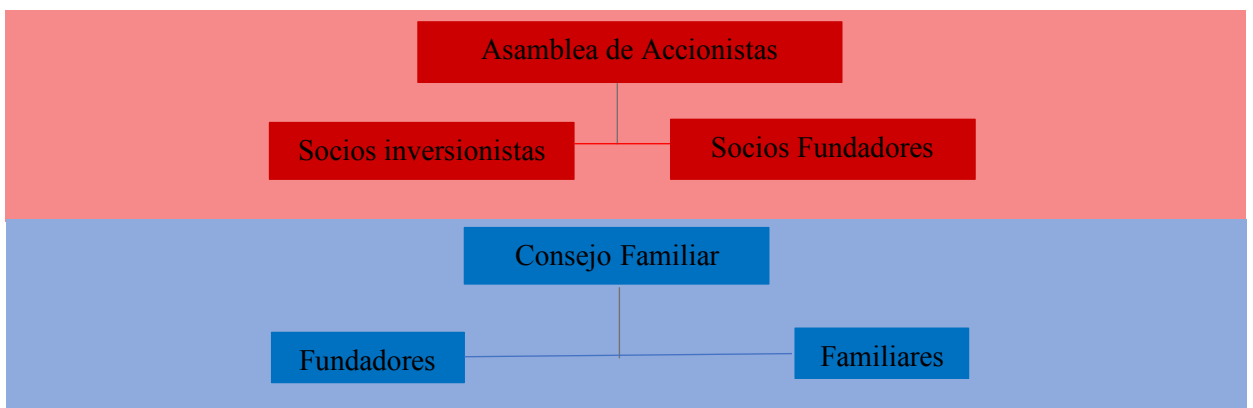 Asamblea de Accionistas
Socios inversionistas
Socios Fundadores
Consejo Familiar
Fundadores
Familiares